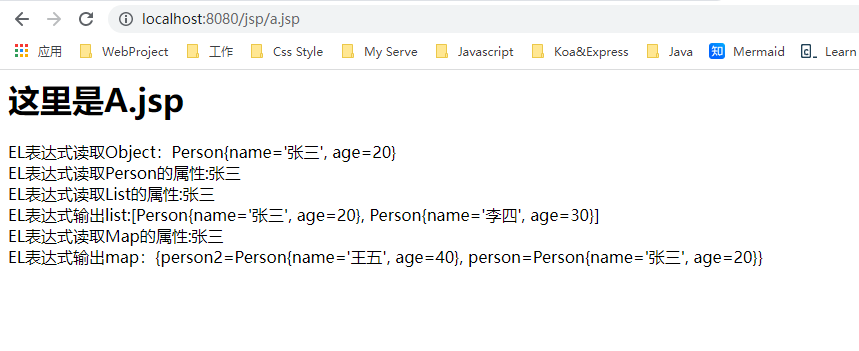 localhost:8080/jsp/a.jsp
应用 WebProject 工作 Css Style My Serve Javascript Koa&Express Java 知 Mermaid Learn
这里是A.jsp
EL表达式读取Object：Person{name='张三', age=20}
EL表达式读取Person的属性:张三
EL表达式读取List的属性:张三
EL表达式输出list:[Person{name='张三', age=20}, Person{name='李四', age=30}]
EL表达式读取Map的属性:张三
EL表达式输出map：{person2=Person{name='王五', age=40}, person=Person{name='张三', age=20}}